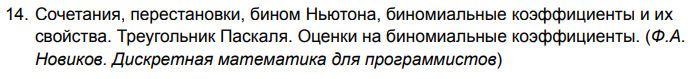 14. Сочетания, перестановки, бином Ньютона, биномиальные коэффициенты и их
свойства. Треугольник Паскаля. Оценки на биномиальные коэффициенты. (Ф.А.
Новиков. Дискретная математика для программистов)